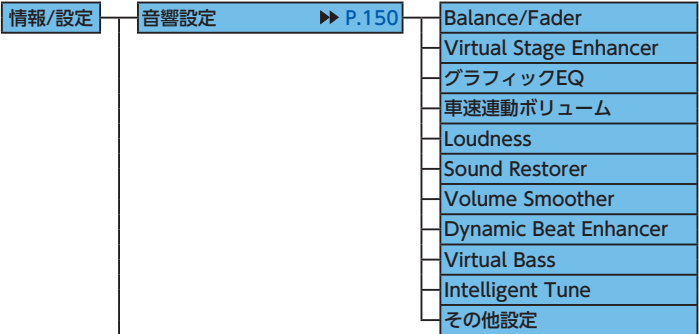 情報/設定
音響設定 ▶▶ P.150
Balance/Fader
Virtual Stage Enhancer
グラフィックEQ
車速連動ボリューム
Loudness
Sound Restorer
Volume Smoother
Dynamic Beat Enhancer
Virtual Bass
Intelligent Tune
その他設定